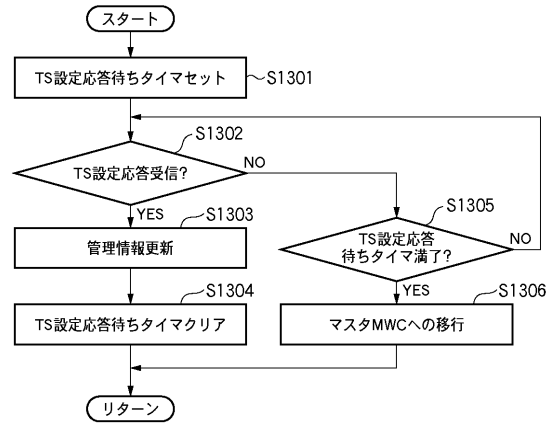 スタート
TS設定応答待ちタイマセット
S1301
S1302
TS設定応答受信?
NO
YES
S1303
管理情報更新
S1304
TS設定応答待ちタイマクリア
S1305
TS設定応答
待ちタイマ満了?
NO
YES
S1306
マスタMWCへの移行
リターン